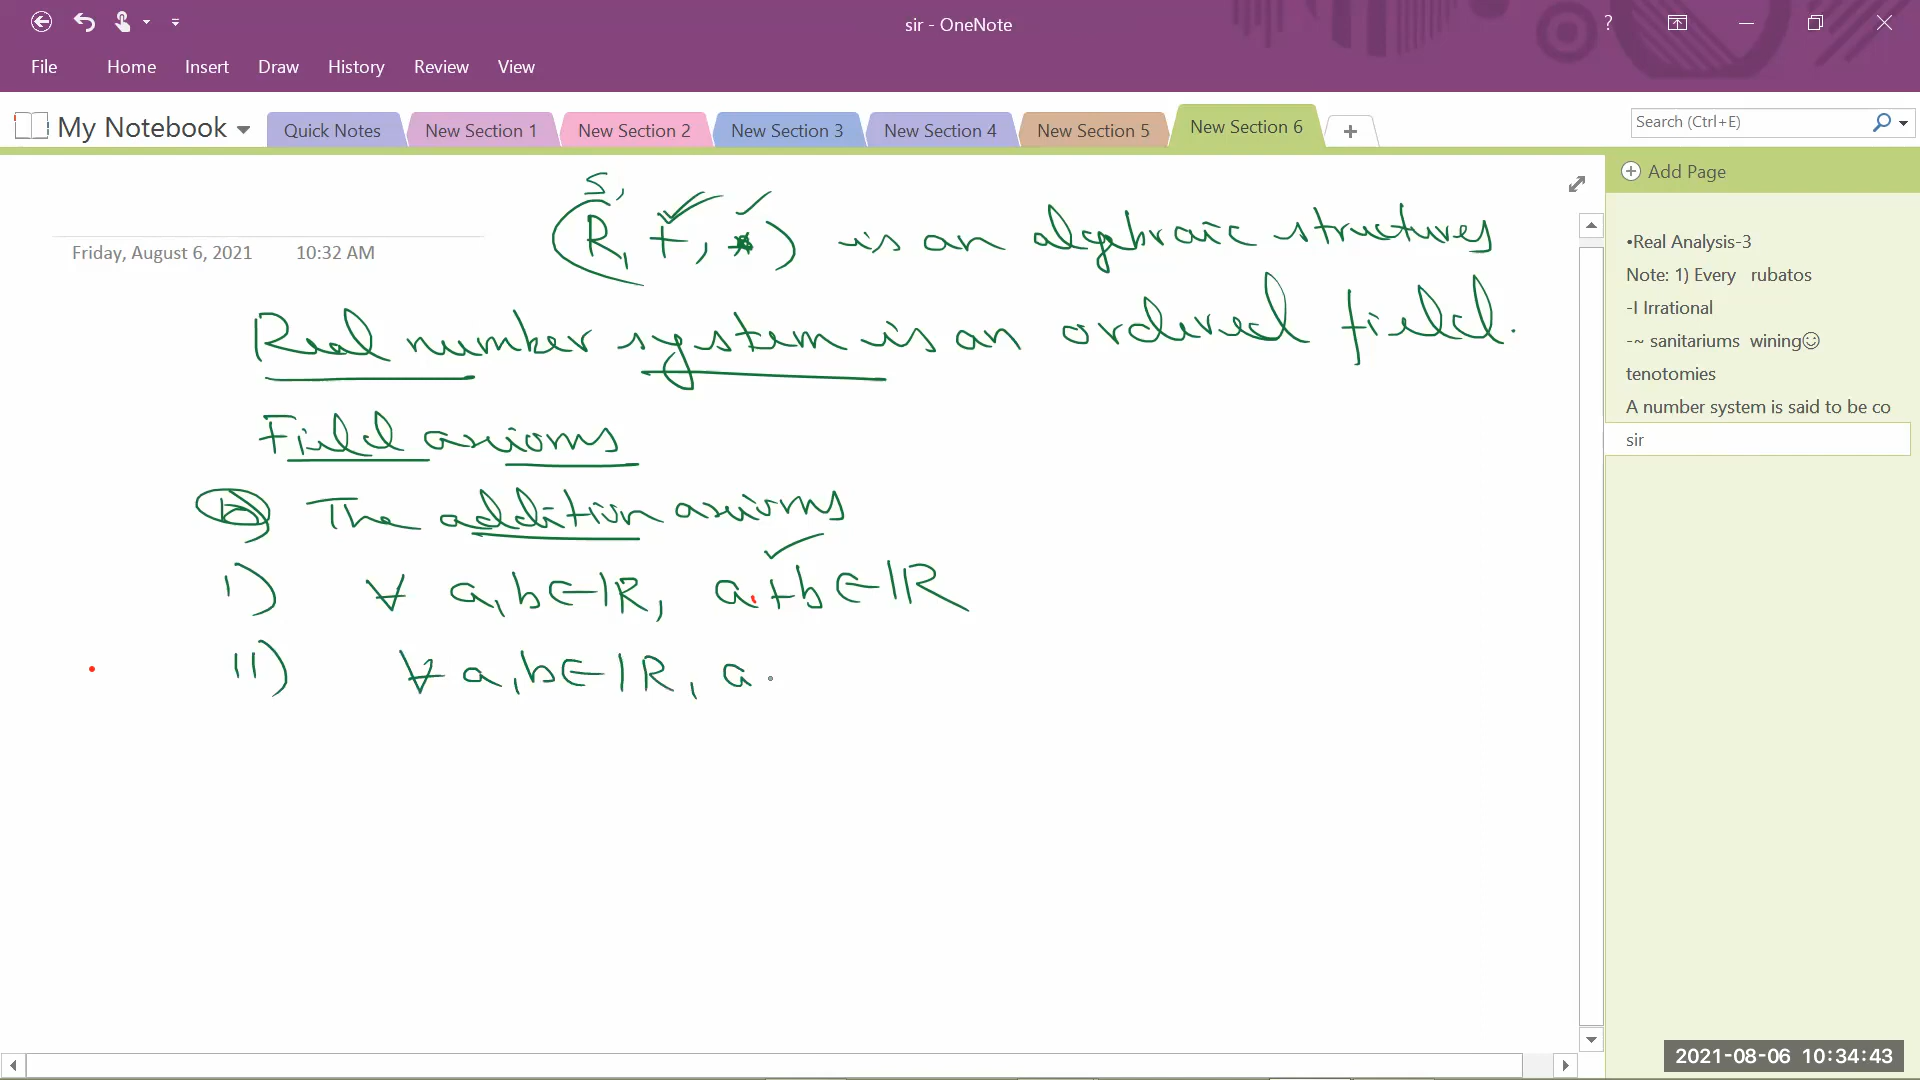 sir - OneNote
File Home Insert Draw History Review View
My Notebook Quick Notes New Section 1 New Section 2 New Section 3 New Section 4 New Section 5 New Section 6 +
Search (Ctrl+E)
Friday, August 6, 2021 10:32 AM
S,
(R, +, *) is an algebraic structures
Real number system is an ordered field.
Field axioms
The addition axioms
i) ∀ a,b∈ℝ, a+b∈ℝ
ii) ∀ a,b∈ℝ, a
Add Page
•Real Analysis-3
Note: 1) Every rubatos
-I Irrational
-~ sanitariums wining☺
tenotomies
A number system is said to be co
sir
2021-08-06 10:34:43